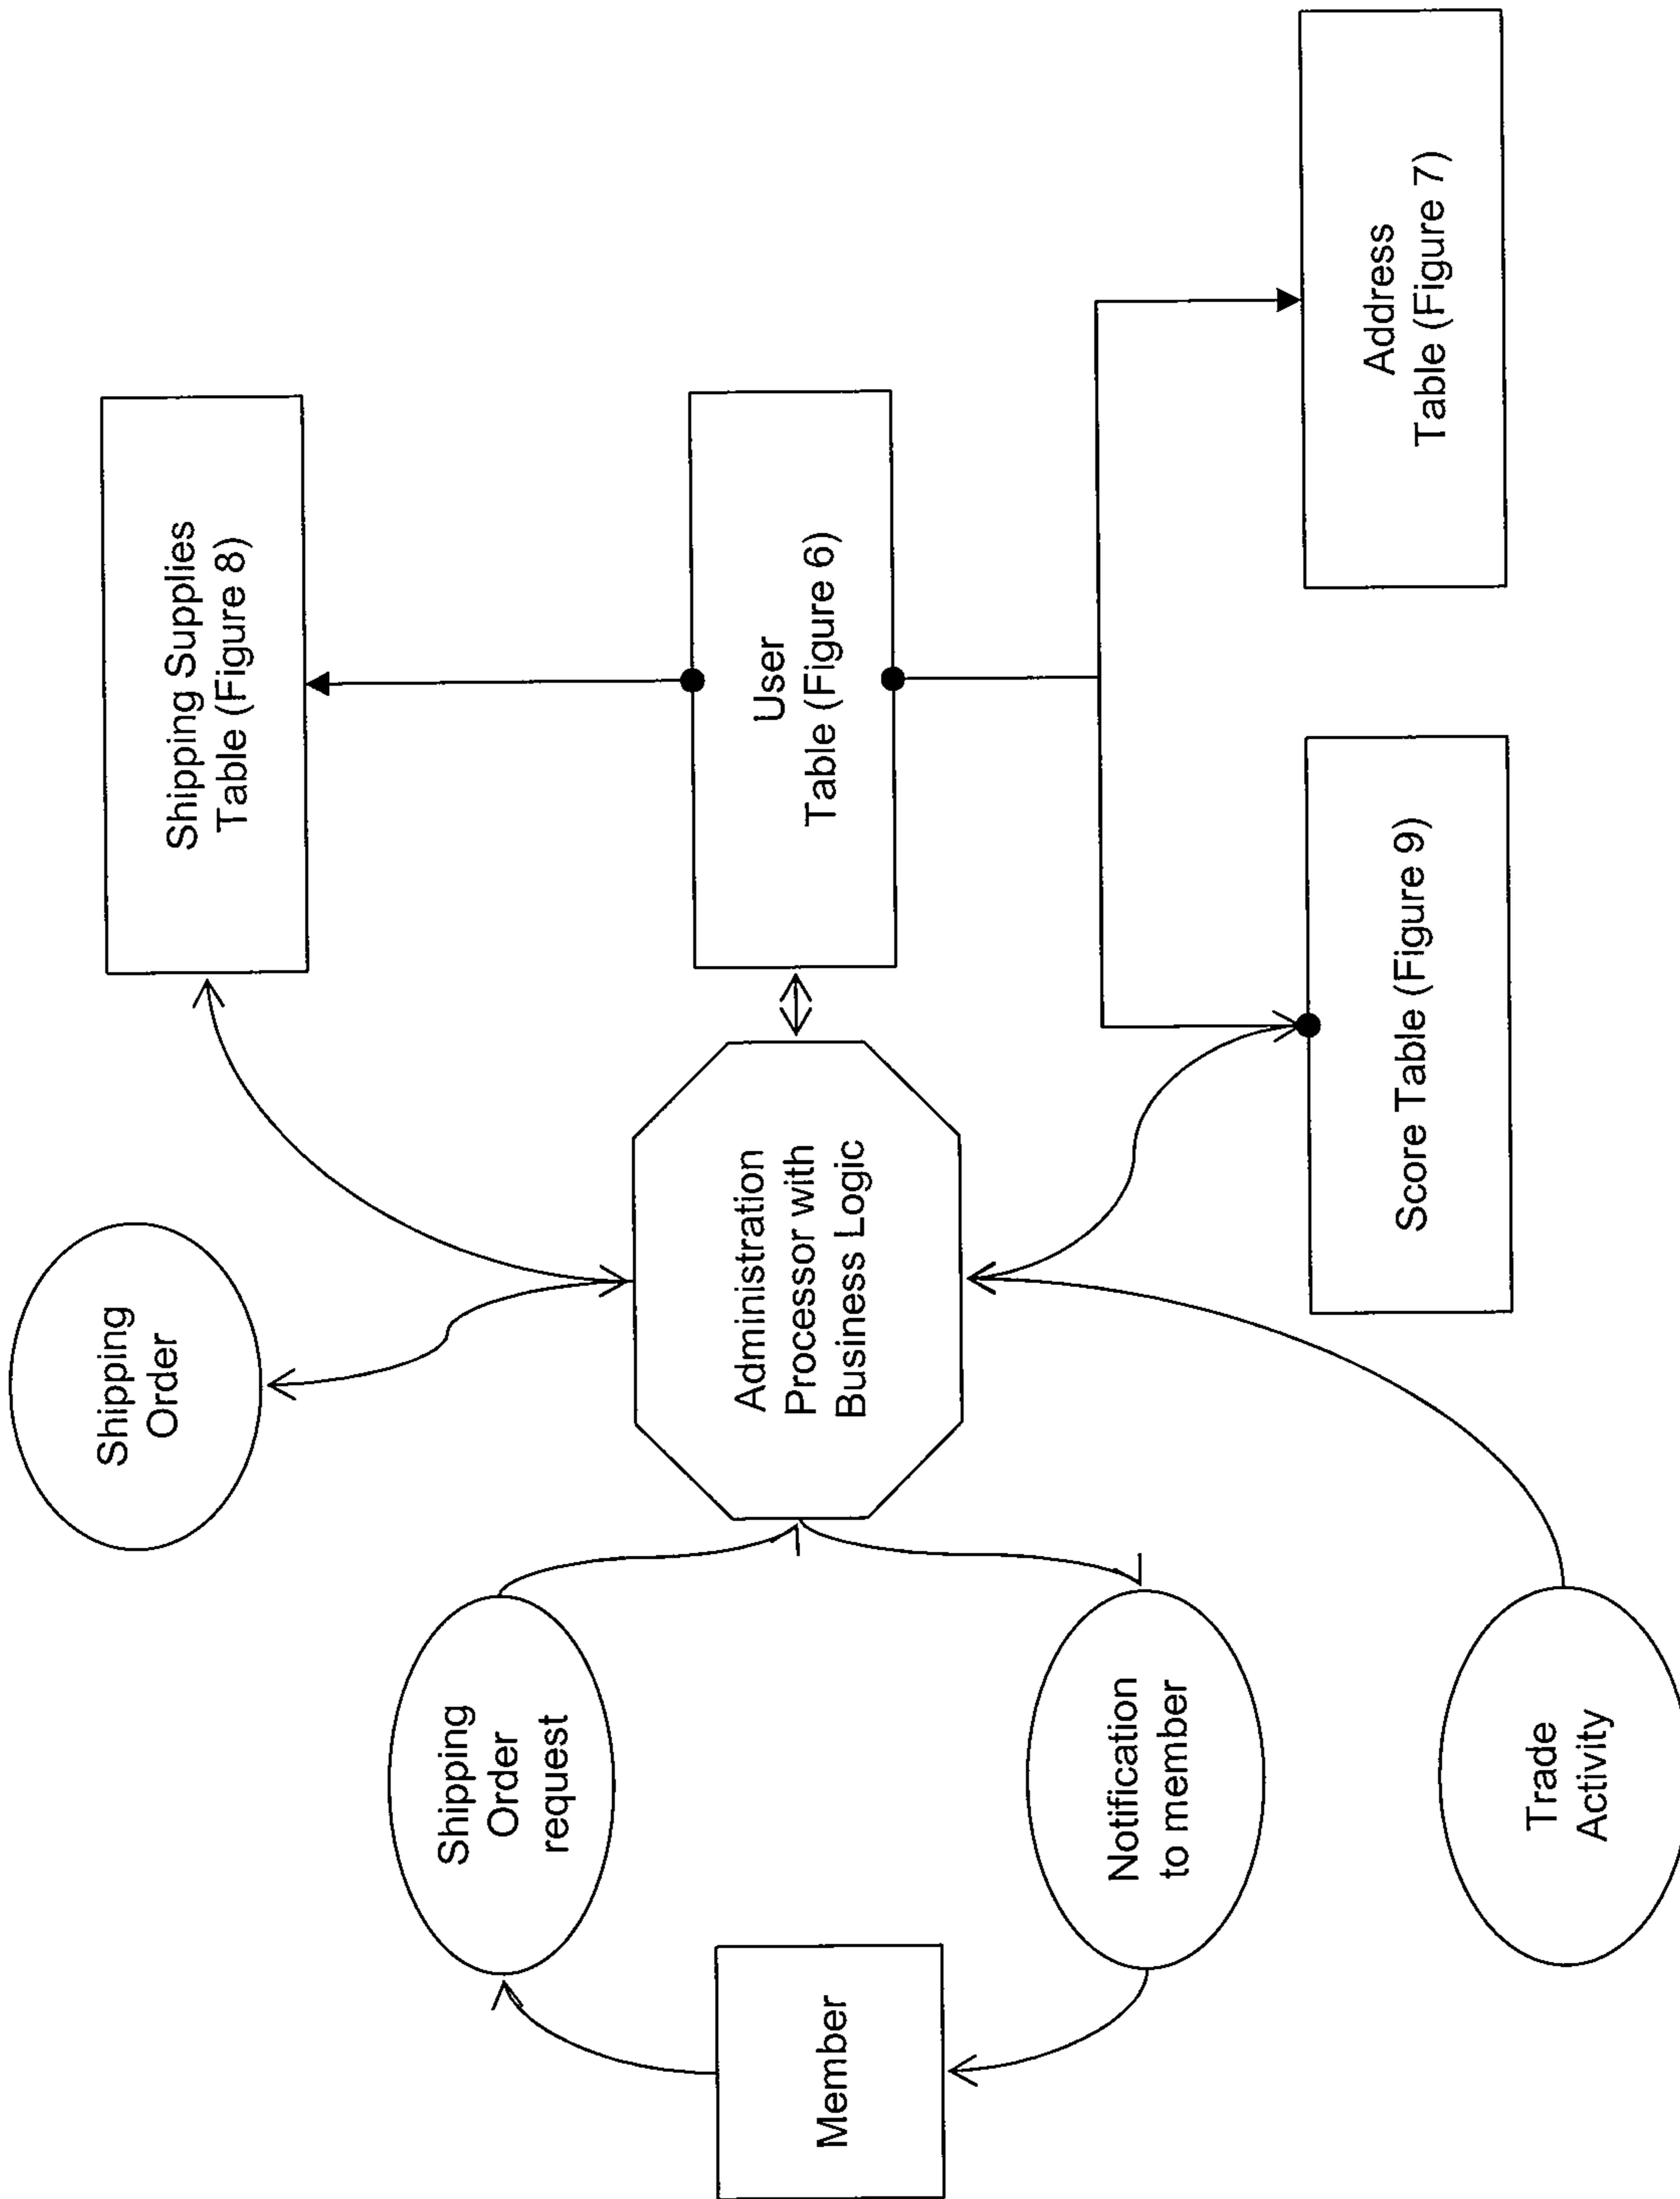 Shipping
Order
Shipping Supplies
Table (Figure 8)
Shipping
Order
request
Member
Administration
Processor with
Business Logic
User
Table (Figure 6)
Notification
to member
Score Table (Figure 9)
Address
Table (Figure 7)
Trade
Activity